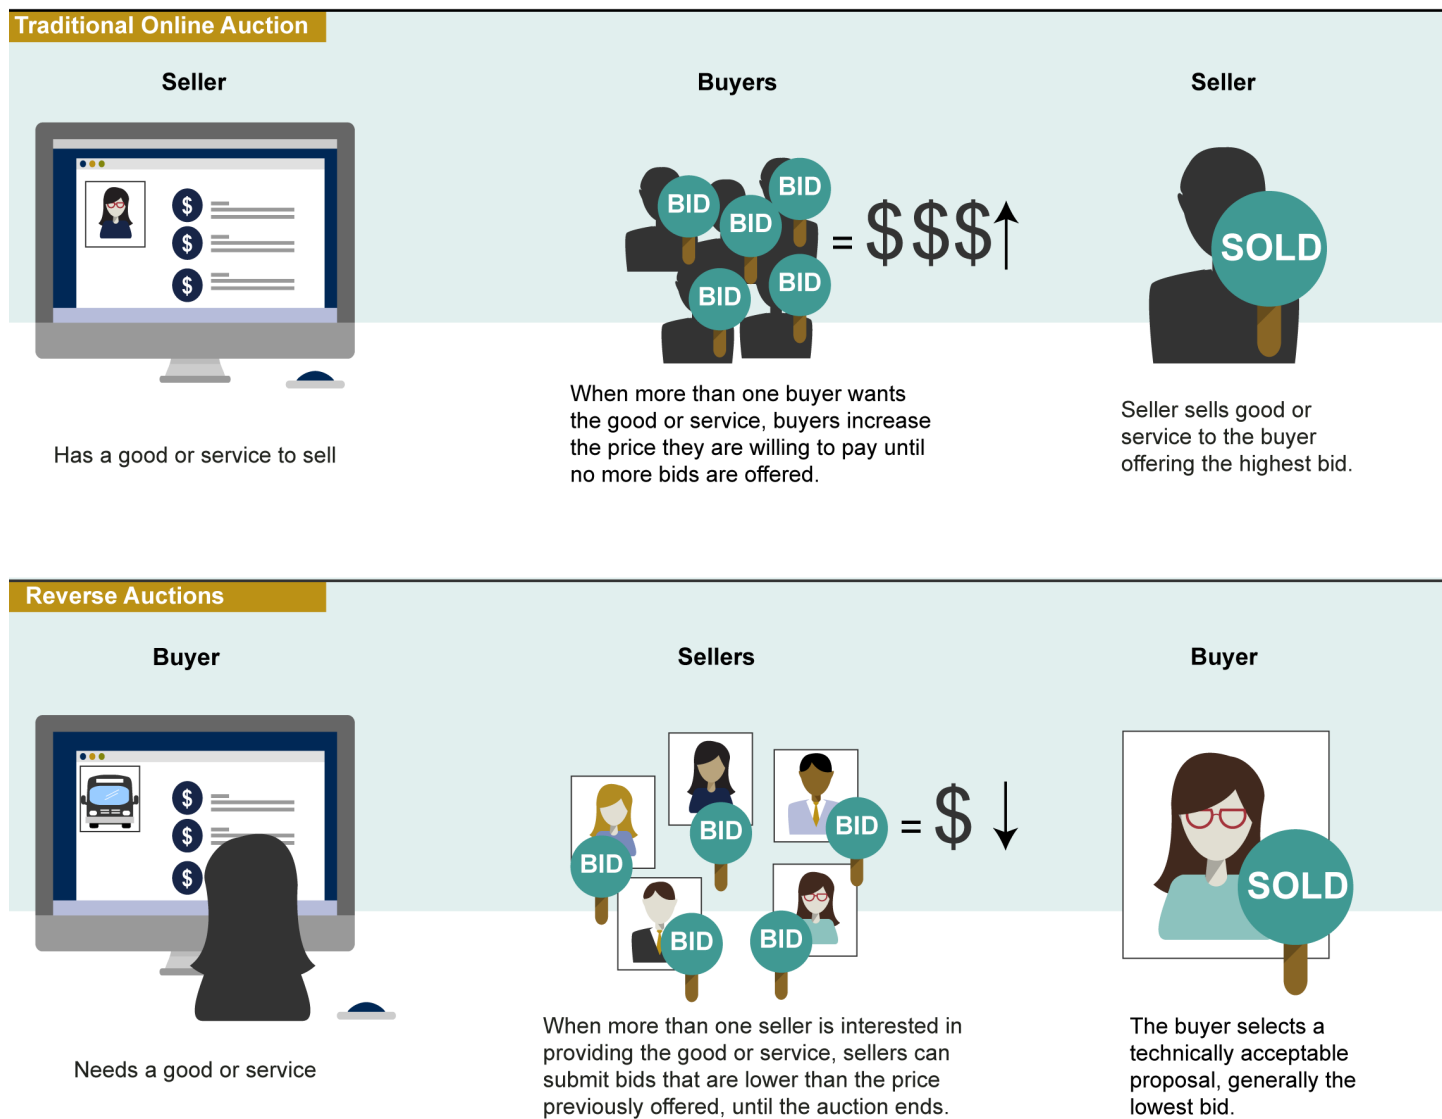 Traditional Online Auction
Seller
Buyers
Seller
$
$
$
BID
BID
BID
BID
BID
= $$$
SOLD
Has a good or service to sell
When more than one buyer wants
the good or service, buyers increase
the price they are willing to pay until
no more bids are offered.
Seller sells good or
service to the buyer
offering the highest bid.
Reverse Auctions
Buyer
Sellers
Buyer
$
$
$
BID
BID
BID
BID
BID
= $
SOLD
Needs a good or service
When more than one seller is interested in
providing the good or service, sellers can
submit bids that are lower than the price
previously offered, until the auction ends.
The buyer selects a
technically acceptable
proposal, generally the
lowest bid.